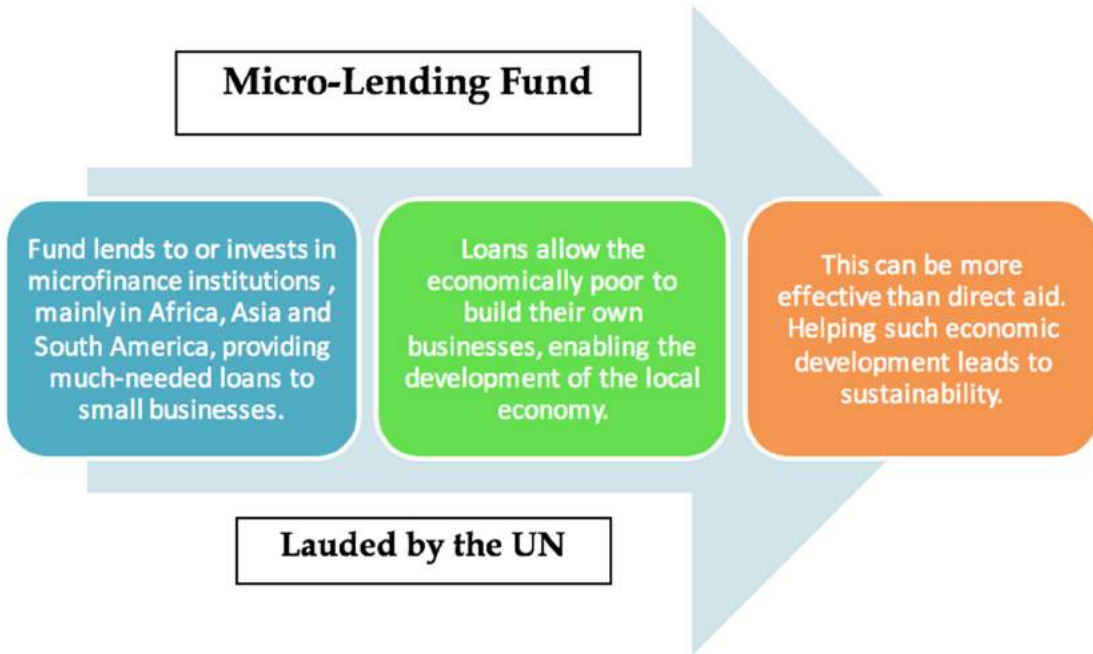 Micro-Lending Fund
Fund lends to or invests in
microfinance institutions ,
mainly in Africa, Asia and
South America, providing
much-needed loans to
small businesses.
Loans allow the
economically poor to
build their own
businesses, enabling the
development of the local
economy.
This can be more
effective than direct aid.
Helping such economic
development leads to
sustainability.
Lauded by the UN